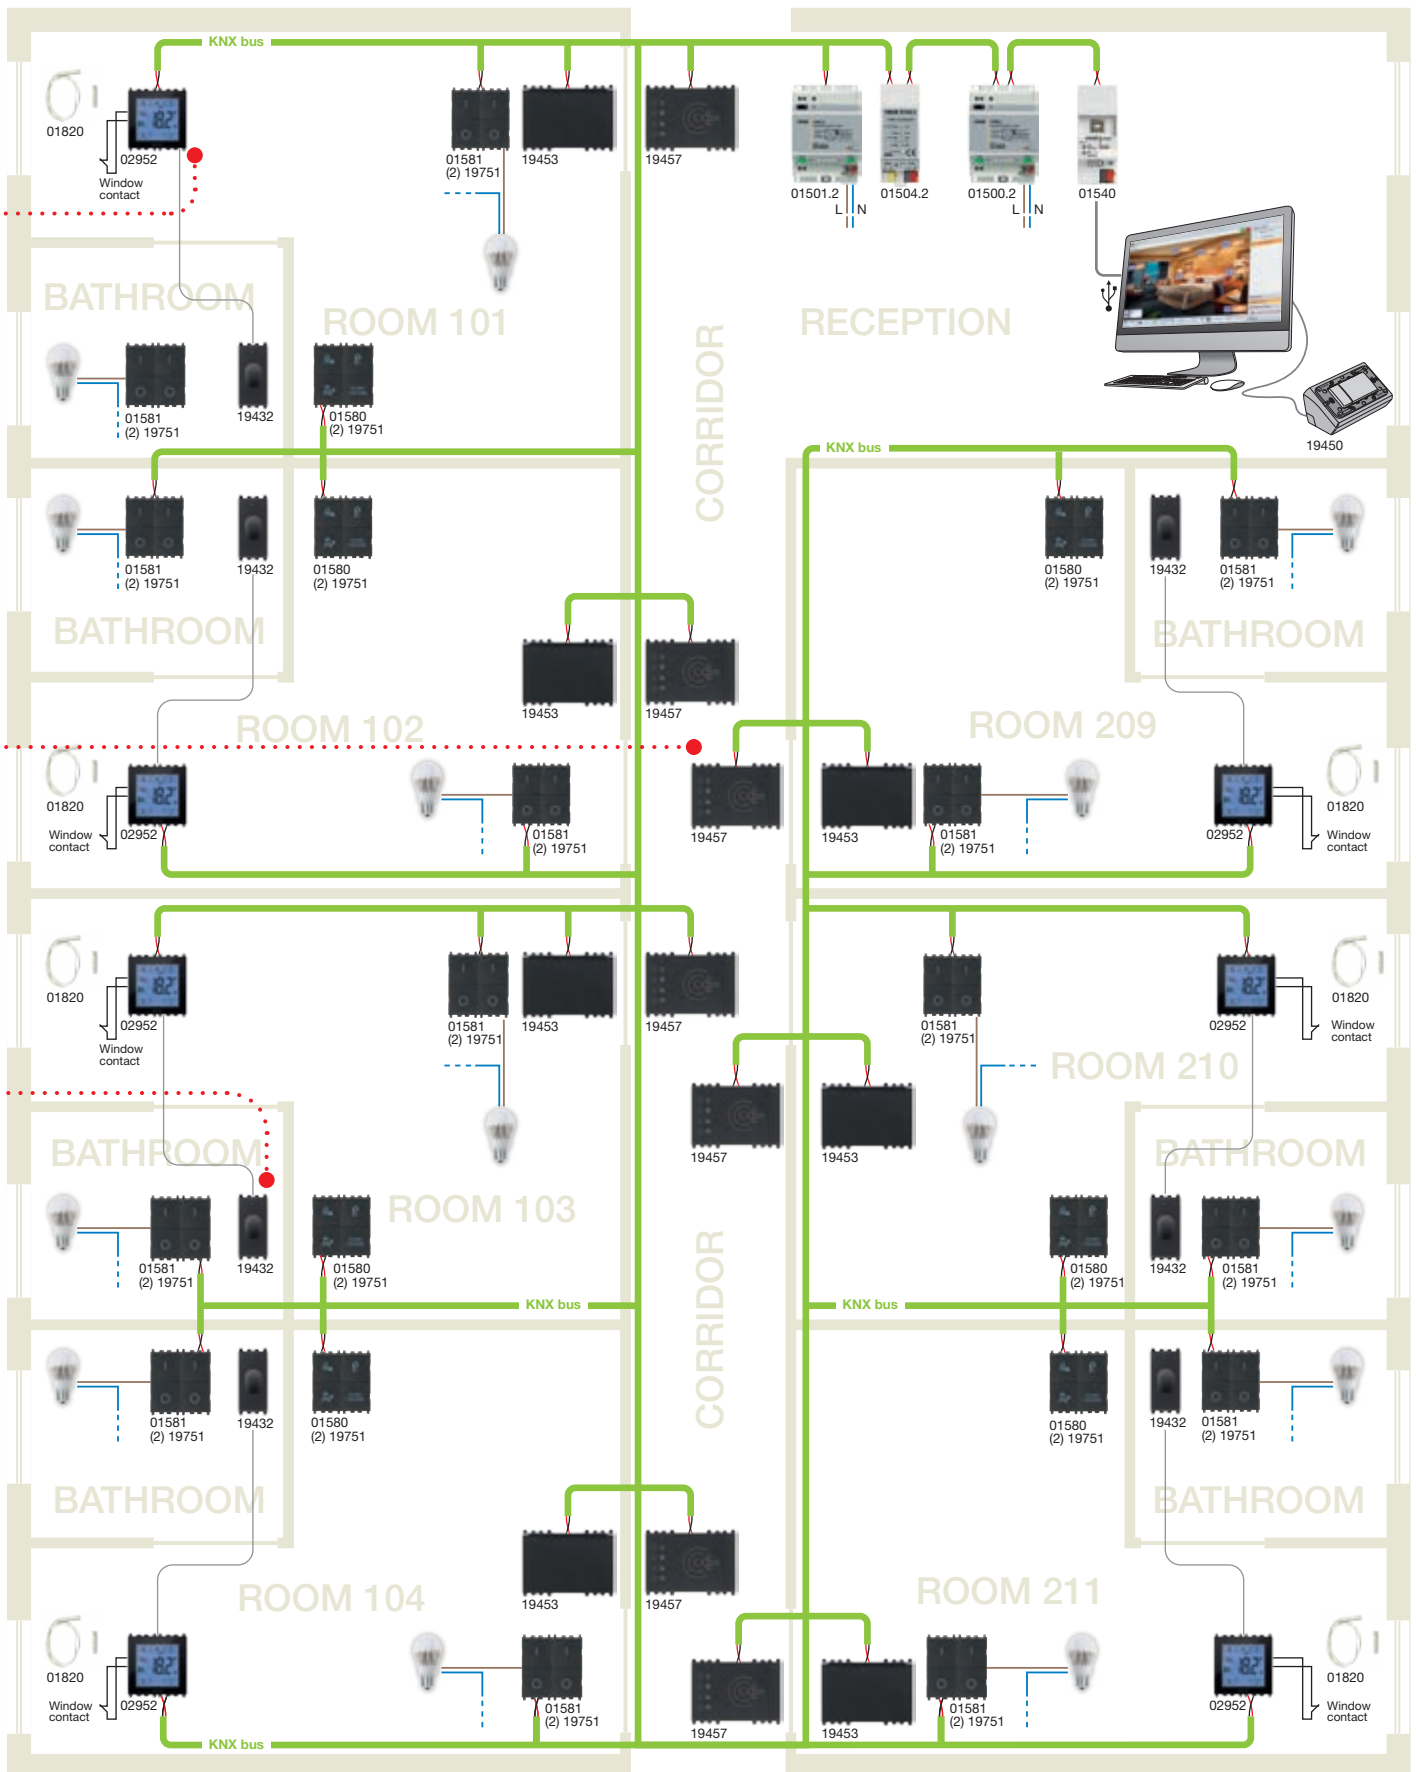 KNX bus
01820
02952
Window
contact
01581
(2) 19751
19453
19457
01501.2
L
N
01504.2
01500.2
L
N
01540
BATHROOM
ROOM 101
CORRIDOR
RECEPTION
01581
(2) 19751
19432
01580
(2) 19751
19450
KNX bus
01581
(2) 19751
19432
01580
(2) 19751
01580
(2) 19751
19432
01581
(2) 19751
BATHROOM
BATHROOM
19453
19457
ROOM 102
ROOM 209
01820
02952
Window
contact
01581
(2) 19751
19457
19453
01581
(2) 19751
02952
01820
Window
contact
01820
02952
Window
contact
01581
(2) 19751
19453
19457
01581
(2) 19751
02952
01820
Window
contact
ROOM 210
BATHROOM
19457
19453
BATHROOM
ROOM 103
CORRIDOR
01581
(2) 19751
19432
01580
(2) 19751
01580
(2) 19751
19432
01581
(2) 19751
KNX bus
KNX bus
01581
(2) 19751
19432
01580
(2) 19751
01580
(2) 19751
19432
01581
(2) 19751
BATHROOM
BATHROOM
19453
19457
ROOM 104
ROOM 211
01820
02952
Window
contact
01581
(2) 19751
19457
19453
01581
(2) 19751
02952
01820
Window
contact
KNX bus